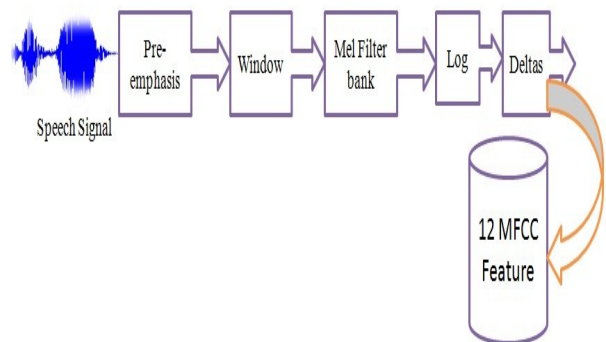 Pre-
emphasis
Window
Mel Filter
bank
Log
Deltas
Speech Signal
12 MFCC
Feature